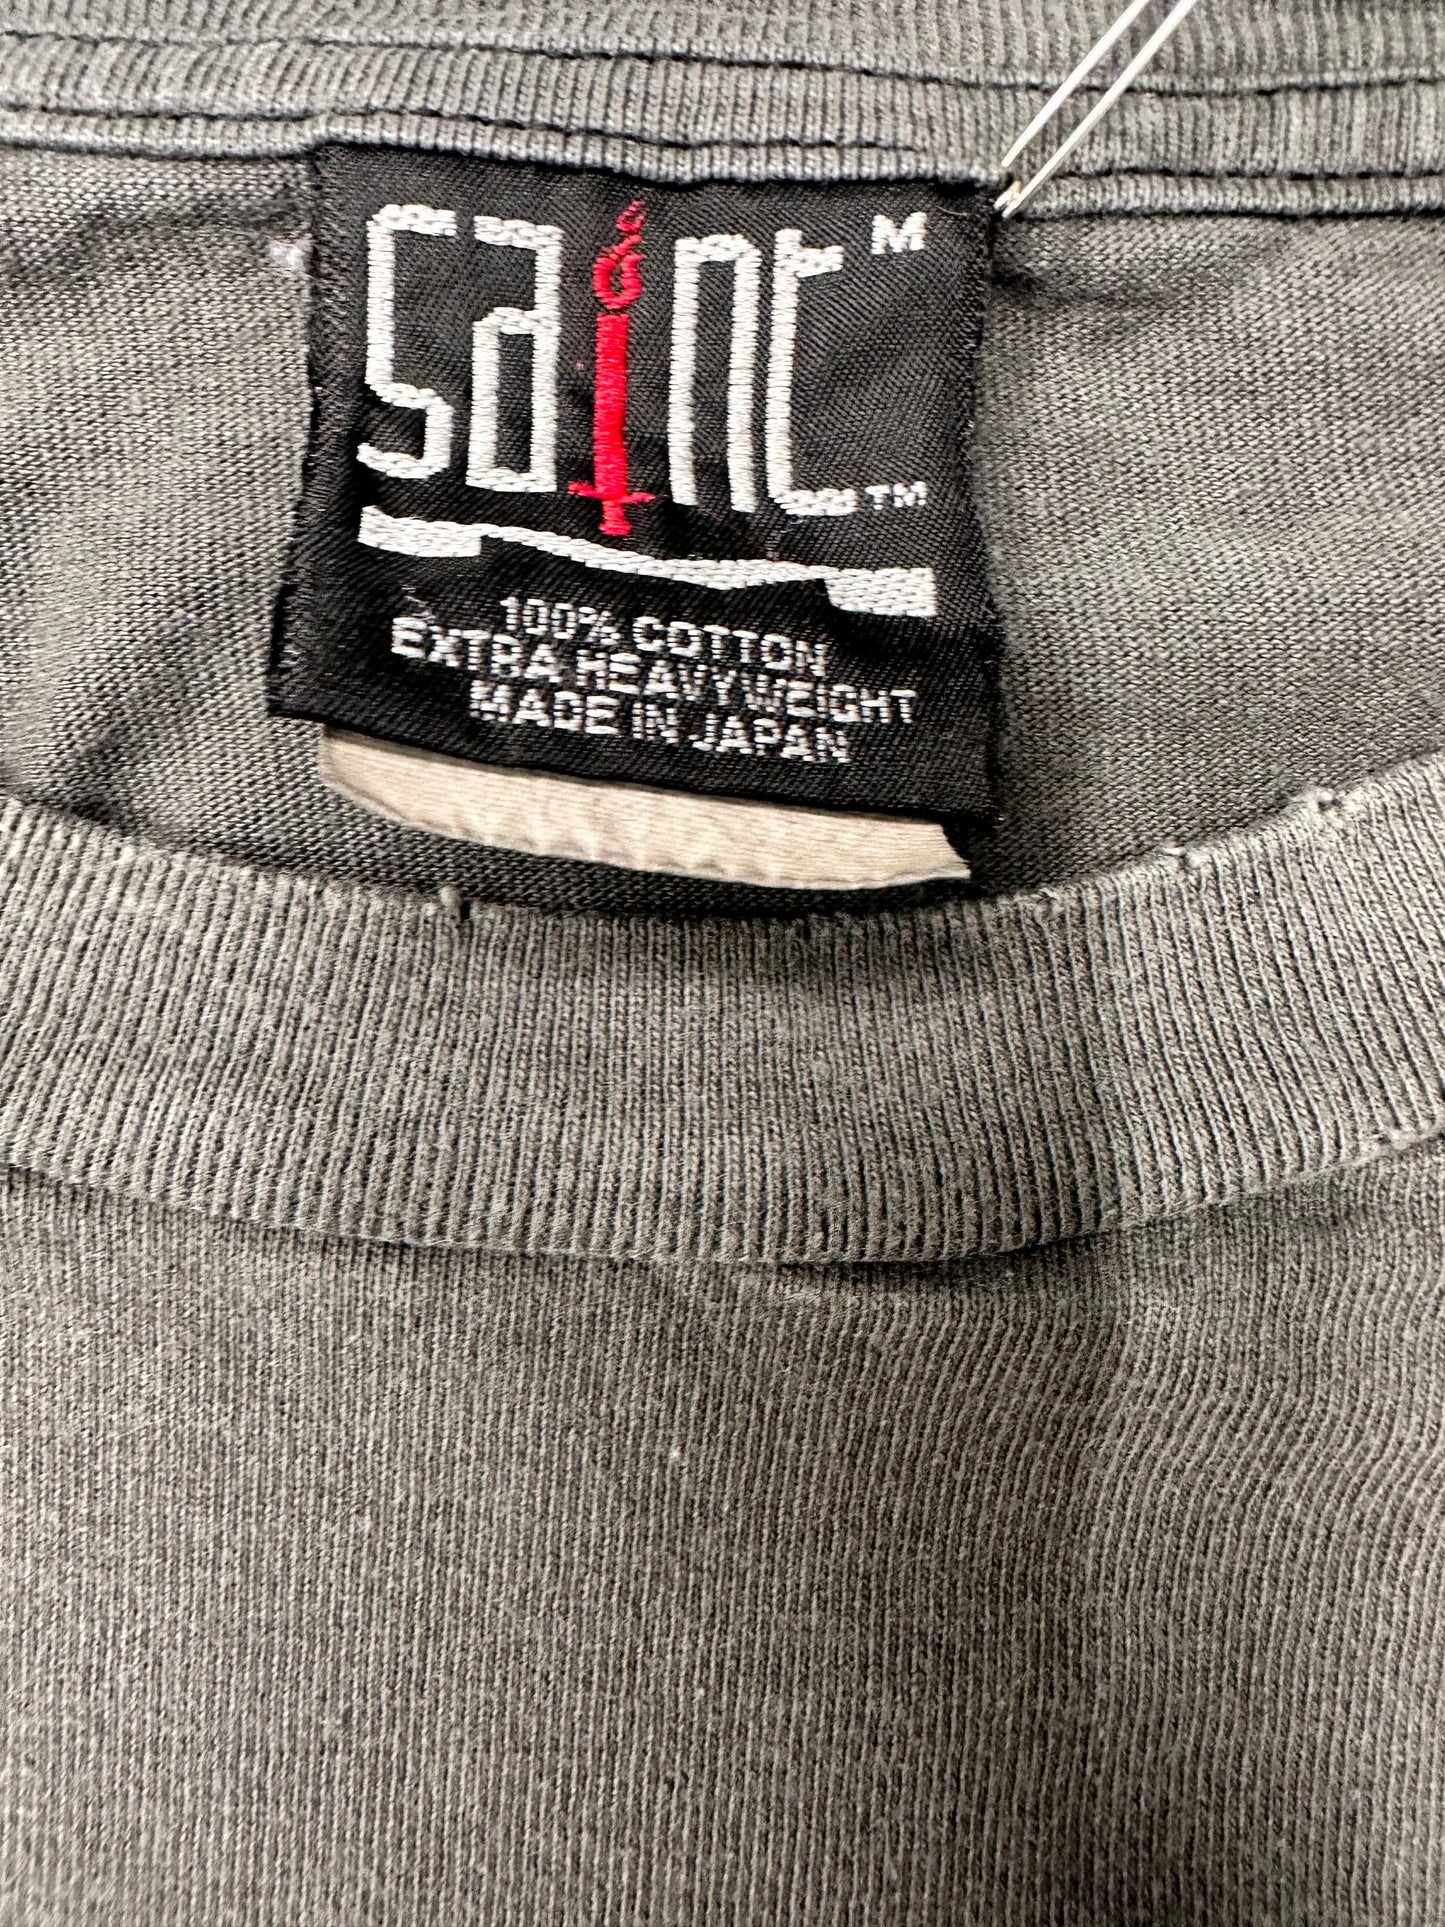 saint M
TM
100% COTTON
EXTRA HEAVYWEIGHT
MADE IN JAPAN